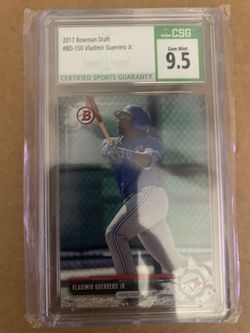 2017 Bowman Draft
#BD-150 Vladimir Guerrero Jr.
CSG
Gem Mint
9.5
CERTIFIED SPORTS GUARANTY
B
VLADIMIR GUERRERO JR